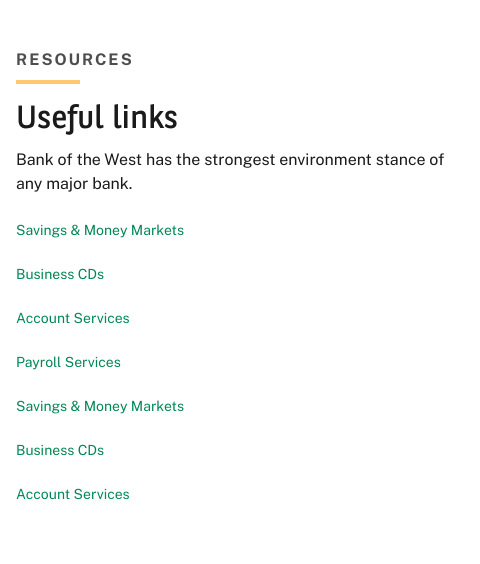 RESOURCES
Useful links
Bank of the West has the strongest environment stance of
any major bank.
Savings & Money Markets
Business CDs
Account Services
Payroll Services
Savings & Money Markets
Business CDs
Account Services